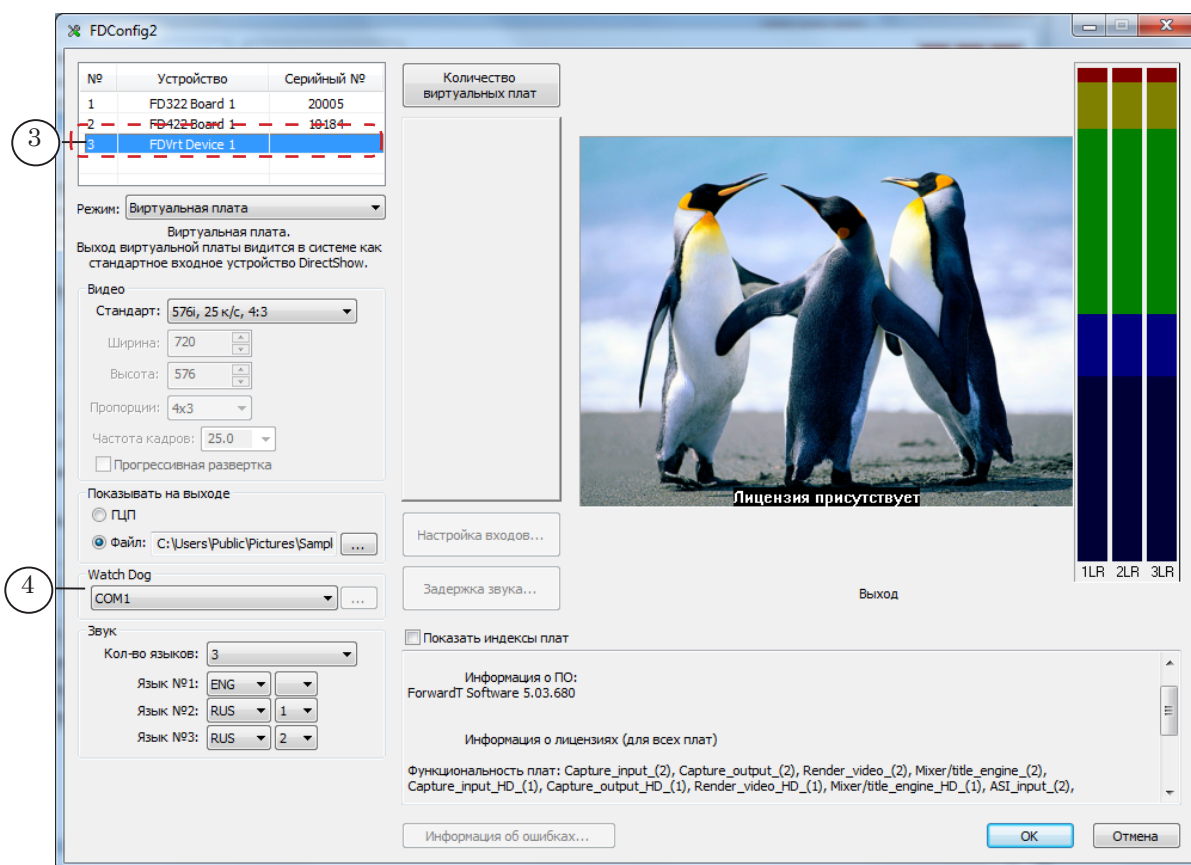 FDConfig2
№ Устройство Серийный №
1 FD322 Board 1 20005
2 FD422 Board 1 10184
3 FDVrt Device 1
3
Режим: Виртуальная плата
Виртуальная плата.
Выход виртуальной платы видится в системе как
стандартное входное устройство DirectShow.
Видео
Стандарт: 576i, 25 к/с, 4:3
Ширина: 720
Высота: 576
Пропорции: 4x3
Частота кадров: 25.0
Прогрессивная развертка
Показывать на выходе
ГЦП
Файл: C:\Users\Public\Pictures\Sampl ...
4
Watch Dog
COM1 ...
Звук
Кол-во языков: 3
Язык №1: ENG
Язык №2: RUS 1
Язык №3: RUS 2
Количество
виртуальных плат
Настройка входов...
Задержка звука...
Лицензия присутствует
1LR 2LR 3LR
Выход
Показать индексы плат
Информация о ПО:
ForwardT Software 5.03.680
Информация о лицензиях (для всех плат)
Функциональность плат: Capture_input_(2), Capture_output_(2), Render_video_(2), Mixer/title_engine_(2),
Capture_input_HD_(1), Capture_output_HD_(1), Render_video_HD_(1), Mixer/title_engine_HD_(1), ASI_input_(2),
Информация об ошибках...
OK Отмена